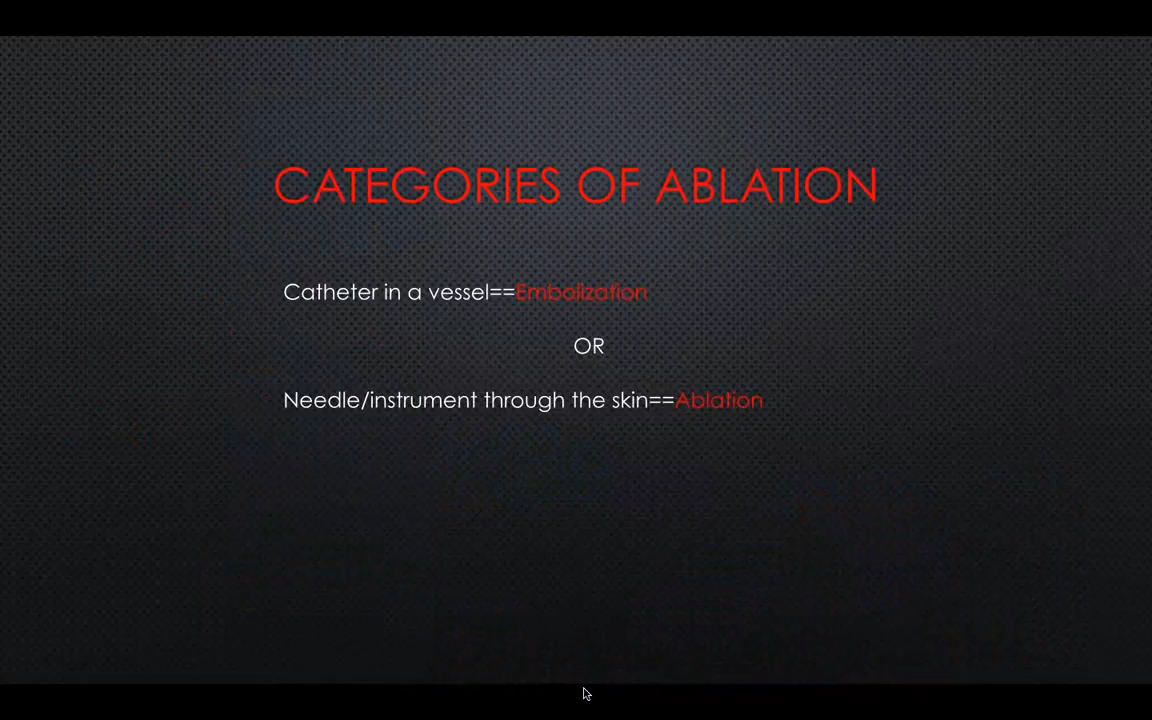 CATEGORIES OF ABLATION
Catheter in a vessel==Embolization
OR
Needle/instrument through the skin==Ablation